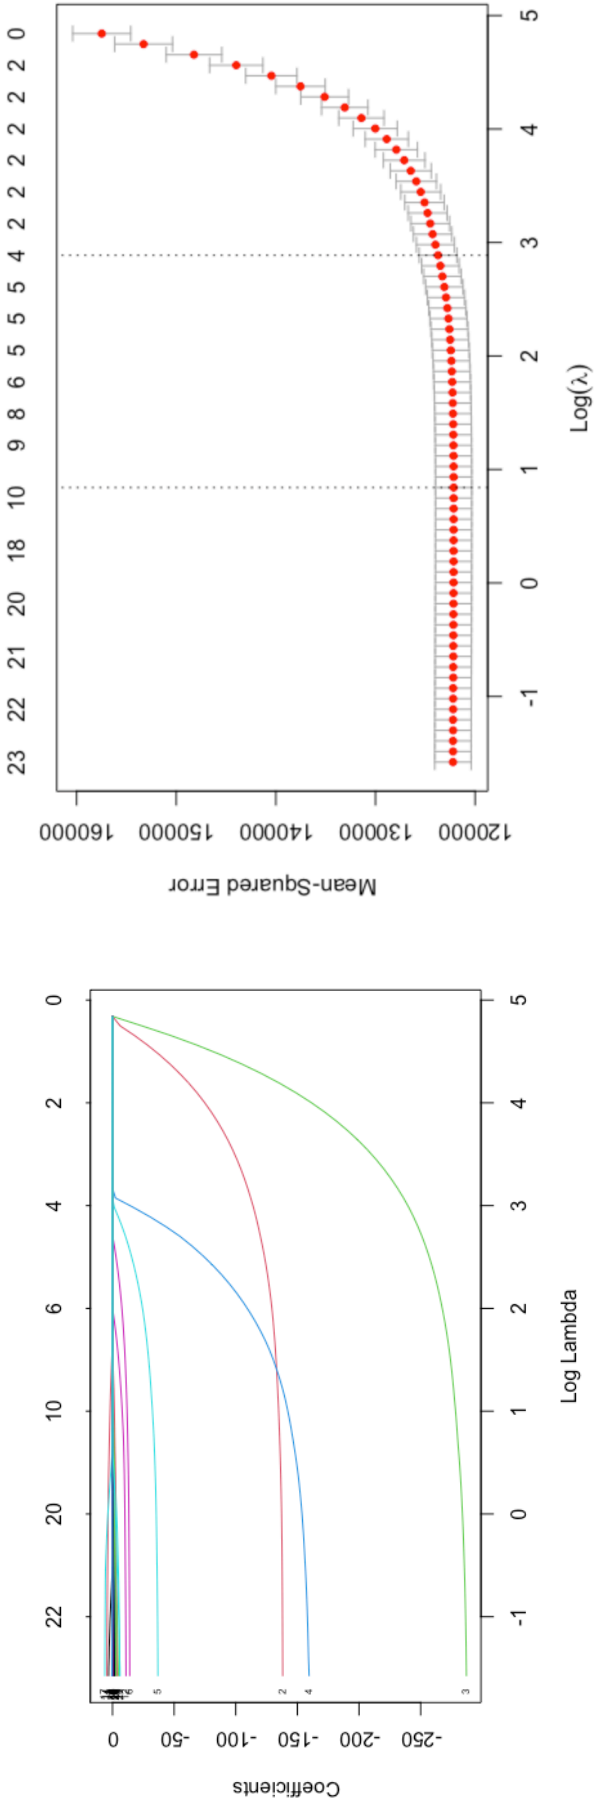 0 2 2 2 2 4 5 5 5 6 8 9 10 18 20 21 22 23
5 4 3 2 1 0 -1
Log(λ)
160000 150000 140000 130000 120000
Mean-Squared Error
0 2 4 6 10 20 22
5 4 3 2 1 0 -1
Log Lambda
0 -50 -100 -150 -200 -250
Coefficients
5 2 4 3